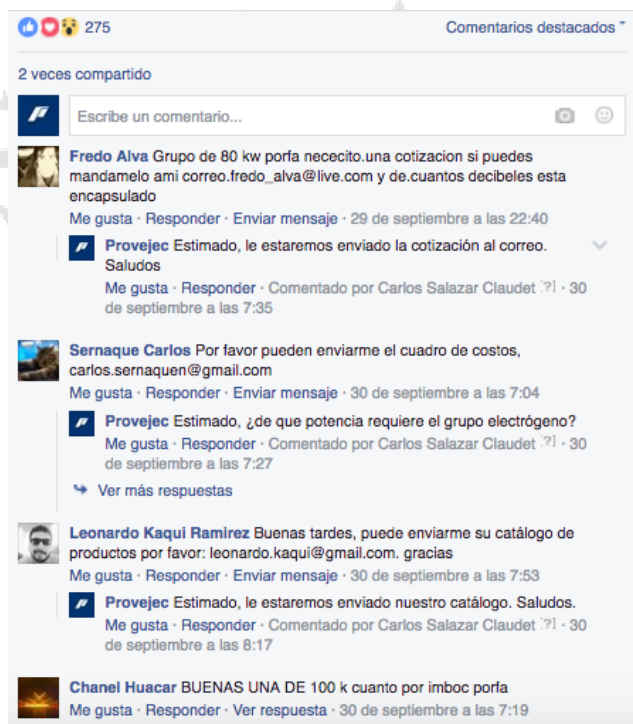 275
Comentarios destacados
2 veces compartido
Escribe un comentario...
Fredo Alva Grupo de 80 kw porfa nececito.una cotizacion si puedes
mandamelo ami correo.fredo_alva@live.com y de.cuantos decibeles esta
encapsulado
Me gusta · Responder · Enviar mensaje · 29 de septiembre a las 22:40
Provejec Estimado, le estaremos enviado la cotización al correo.
Saludos
Me gusta · Responder · Comentado por Carlos Salazar Claudet [?] · 30
de septiembre a las 7:35
Sernaque Carlos Por favor pueden enviarme el cuadro de costos,
carlos.sernaquen@gmail.com
Me gusta · Responder · Enviar mensaje · 30 de septiembre a las 7:04
Provejec Estimado, ¿de que potencia requiere el grupo electrógeno?
Me gusta · Responder · Comentado por Carlos Salazar Claudet [?] · 30
de septiembre a las 7:27
Ver más respuestas
Leonardo Kaqui Ramirez Buenas tardes, puede enviarme su catálogo de
productos por favor: leonardo.kaqui@gmail.com. gracias
Me gusta · Responder · Enviar mensaje · 30 de septiembre a las 7:53
Provejec Estimado, le estaremos enviado nuestro catálogo. Saludos.
Me gusta · Responder · Comentado por Carlos Salazar Claudet [?] · 30
de septiembre a las 8:17
Chanel Huacar BUENAS UNA DE 100 k cuanto por imboc porfa
Me gusta · Responder · Ver respuesta · 30 de septiembre a las 7:19